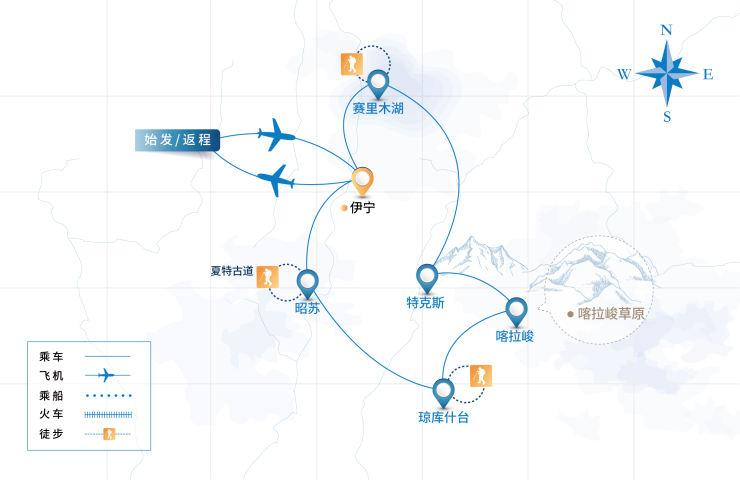 N
W
E
S
赛里木湖
始发/返程
伊宁
夏特古道
昭苏
特克斯
喀拉峻
喀拉峻草原
琼库什台
乘车
飞机
乘船
火车
徒步